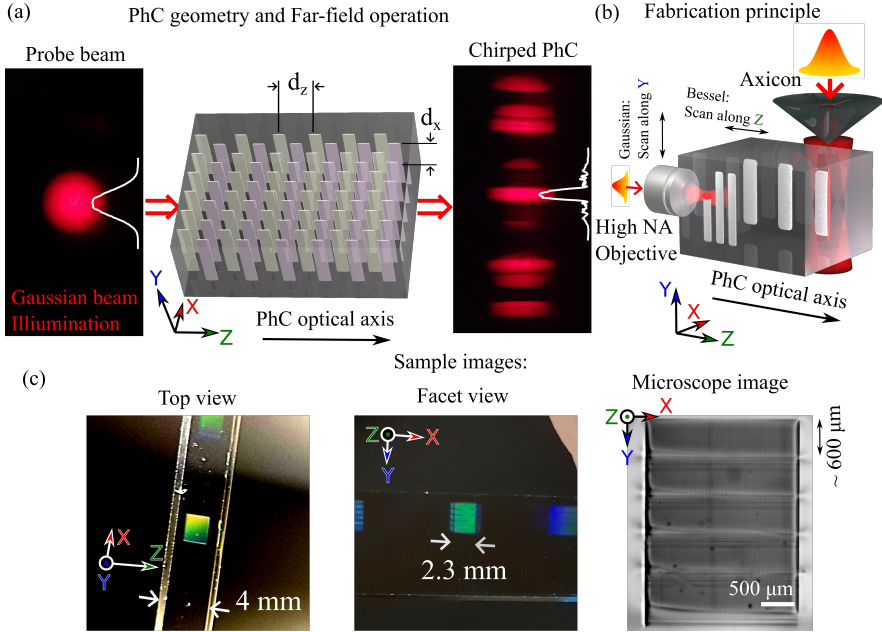 (a)
PhC geometry and Far-field operation
Probe beam
Chirped PhC
d_z
d_x
Gaussian beam
Illumination
Y
X
Z
PhC optical axis
(b)
Fabrication principle
Axicon
Bessel:
Scan along Z
Gaussian:
Scan along Y
High NA
Objective
Y
X
Z
PhC optical axis
(c)
Sample images:
Top view
X
Z
Y
4 mm
Facet view
Z
X
Y
2.3 mm
Microscope image
Z
X
Y
~ 600 μm
500 μm